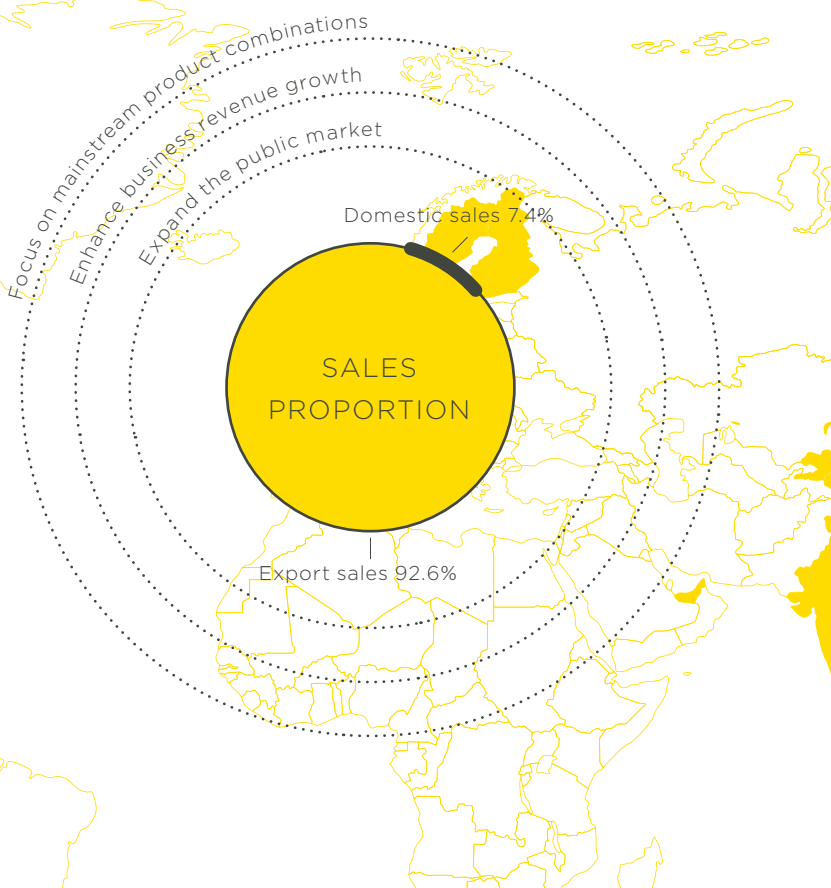 Focus on mainstream product combinations
Enhance business revenue growth
Expand the public market
Domestic sales 7.4%
SALES
PROPORTION
Export sales 92.6%